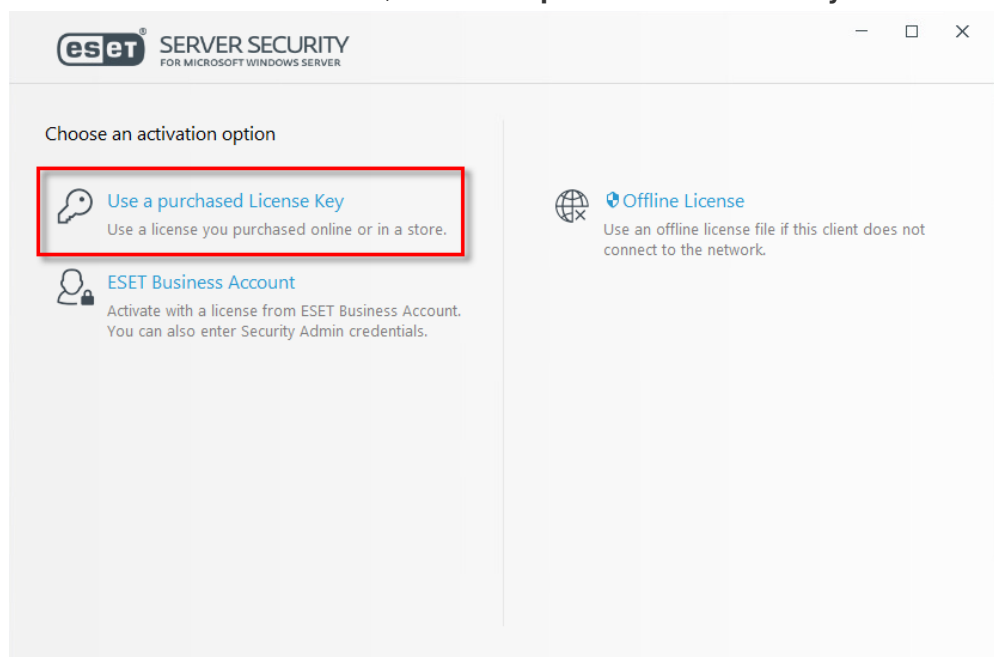 eset® SERVER SECURITY
FOR MICROSOFT WINDOWS SERVER
Choose an activation option
Use a purchased License Key
Use a license you purchased online or in a store.
ESET Business Account
Activate with a license from ESET Business Account.
You can also enter Security Admin credentials.
Offline License
Use an offline license file if this client does not
connect to the network.